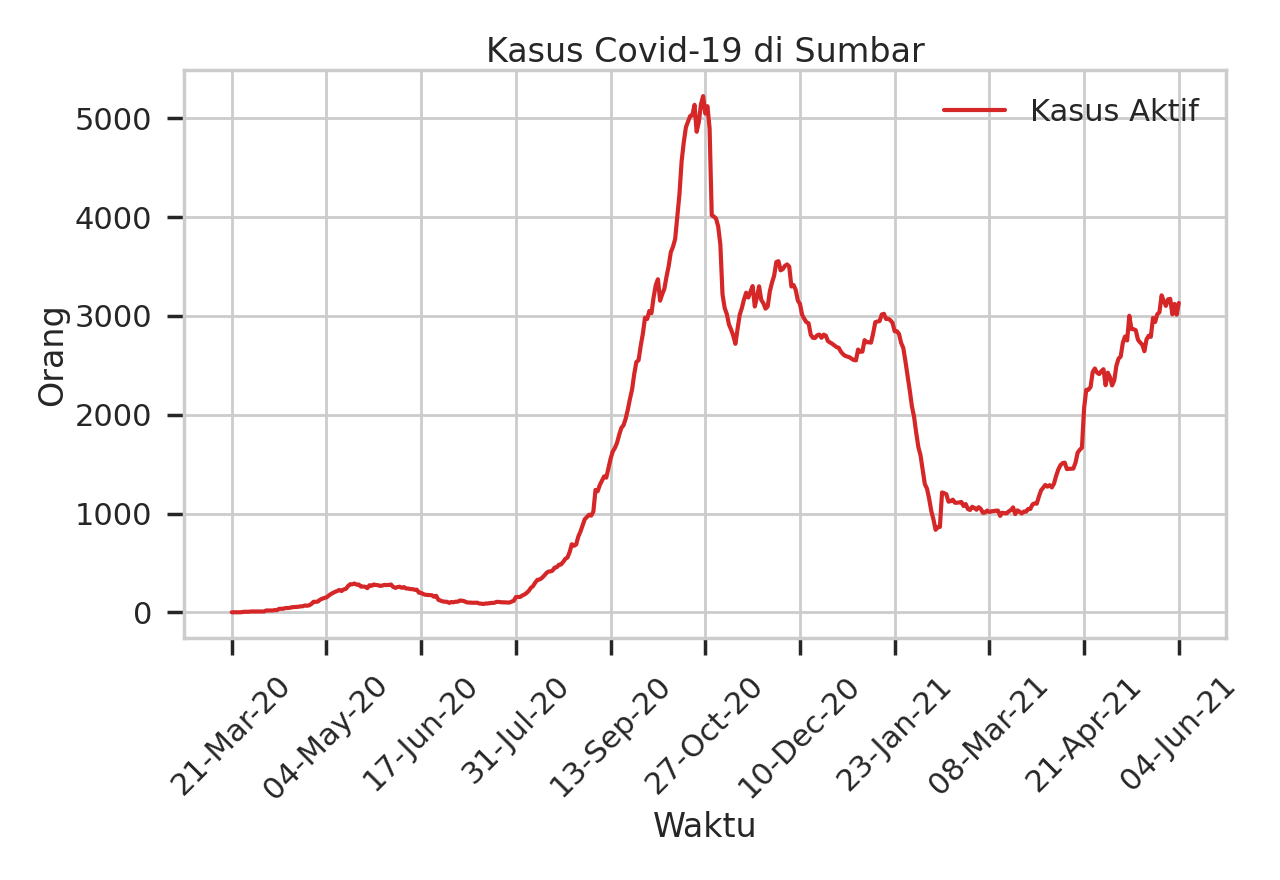 Kasus Covid-19 di Sumbar
Kasus Aktif
5000
4000
3000
2000
1000
0
Orang
21-Mar-20
04-May-20
17-Jun-20
31-Jul-20
13-Sep-20
27-Oct-20
10-Dec-20
23-Jan-21
08-Mar-21
21-Apr-21
04-Jun-21
Waktu